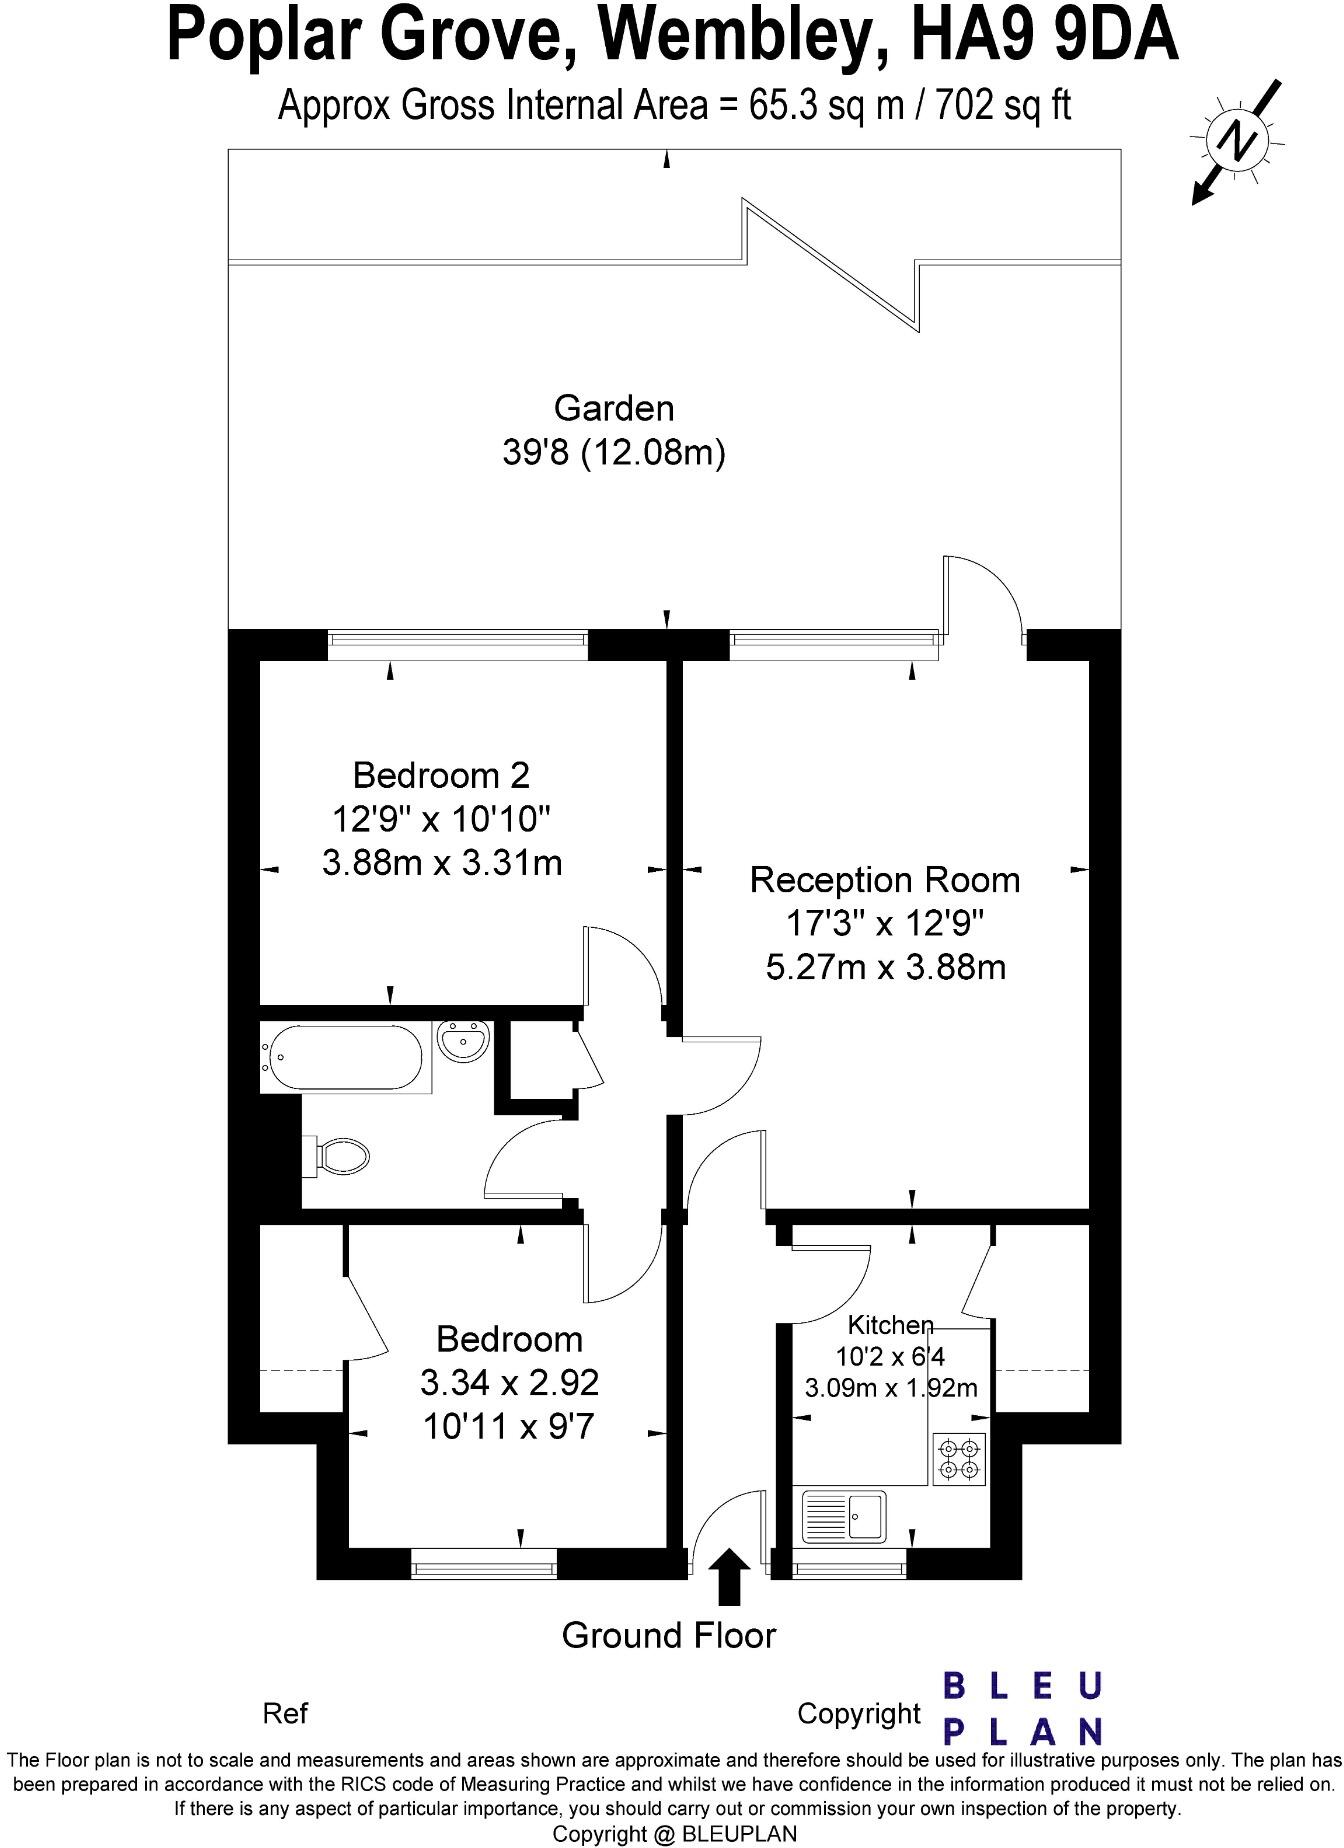 Poplar Grove, Wembley, HA9 9DA
Approx Gross Internal Area = 65.3 sq m / 702 sq ft
N
Garden
39'8 (12.08m)
Bedroom 2
12'9" x 10'10"
3.88m x 3.31m
Reception Room
17'3" x 12'9"
5.27m x 3.88m
Bedroom
3.34 x 2.92
10'11 x 9'7
Kitchen
10'2 x 6'4
3.09m x 1.92m
Ground Floor
Ref
Copyright
BLEU
PLAN
The Floor plan is not to scale and measurements and areas shown are approximate and therefore should be used for illustrative purposes only. The plan has
been prepared in accordance with the RICS code of Measuring Practice and whilst we have confidence in the information produced it must not be relied on.
If there is any aspect of particular importance, you should carry out or commission your own inspection of the property.
Copyright @ BLEUPLAN